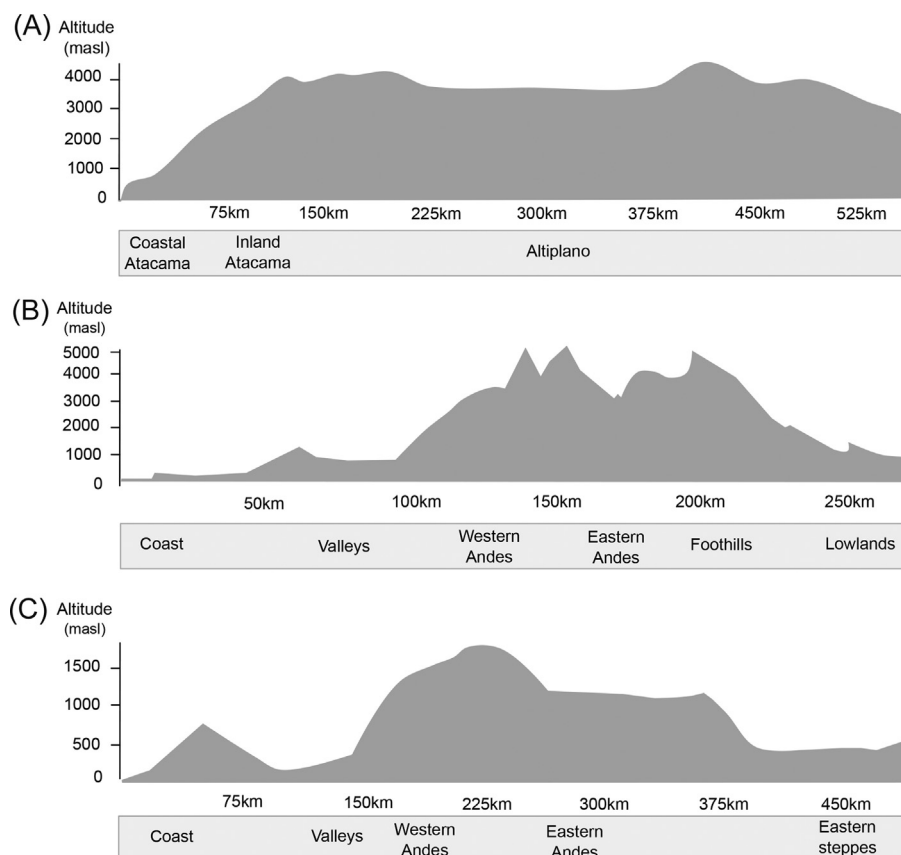 (A) Altitude
(masl)
4000
3000
2000
1000
0
75km 150km 225km 300km 375km 450km 525km
Coastal Atacama Inland Atacama Altiplano
(B) Altitude
(masl)
5000
4000
3000
2000
1000
0
50km 100km 150km 200km 250km
Coast Valleys Western Andes Eastern Andes Foothills Lowlands
(C) Altitude
(masl)
1500
1000
500
0
75km 150km 225km 300km 375km 450km
Coast Valleys Western Andes Eastern Andes Eastern steppes